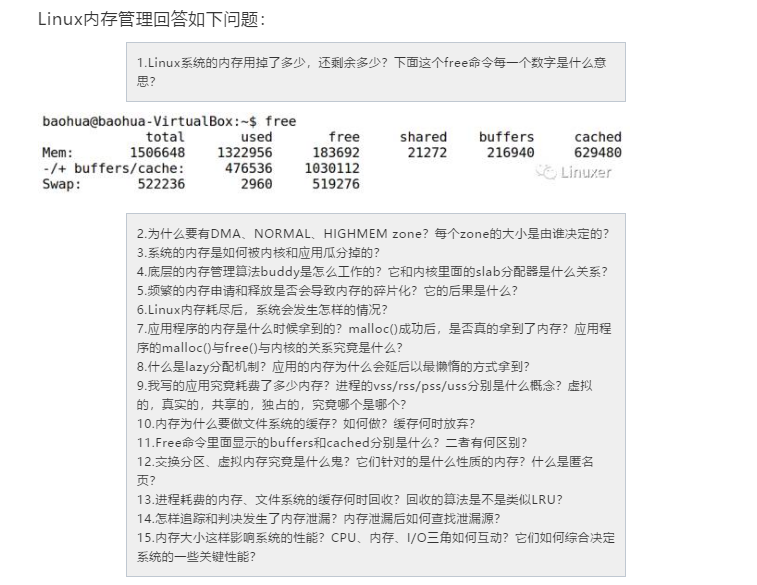 Linux内存管理回答如下问题：
1.Linux系统的内存用掉了多少，还剩余多少？下面这个free命令每一个数字是什么意
思？
baohua@baohua-VirtualBox:~$ free
total used free shared buffers cached
Mem: 1506648 1322956 183692 21272 216940 629480
-/+ buffers/cache: 476536 1030112
Swap: 522236 2960 519276
Linuxer
2.为什么要有DMA、NORMAL、HIGHMEM zone？每个zone的大小是由谁决定的？
3.系统的内存是如何被内核和应用瓜分掉的？
4.底层的内存管理算法buddy是怎么工作的？它和内核里面的slab分配器是什么关系？
5.频繁的内存申请和释放是否会导致内存的碎片化？它的后果是什么？
6.Linux内存耗尽后，系统会发生怎样的情况？
7.应用程序的内存是什么时候拿到的？malloc()成功后，是否真的拿到了内存？应用程
序的malloc()与free()与内核的关系究竟是什么？
8.什么是lazy分配机制？应用的内存为什么会延后以最懒惰的方式拿到？
9.我写的应用究竟耗费了多少内存？进程的vss/rss/pss/uss分别是什么概念？虚拟
的，真实的，共享的，独占的，究竟哪个是哪个？
10.内存为什么要做文件系统的缓存？如何做？缓存何时放弃？
11.Free命令里面显示的buffers和cached分别是什么？二者有何区别？
12.交换分区、虚拟内存究竟是什么鬼？它们针对的是什么性质的内存？什么是匿名
页？
13.进程耗费的内存、文件系统的缓存何时回收？回收的算法是不是类似LRU？
14.怎样追踪和判决发生了内存泄漏？内存泄漏后如何查找泄漏源？
15.内存大小这样影响系统的性能？CPU、内存、I/O三角如何互动？它们如何综合决定
系统的一些关键性能？